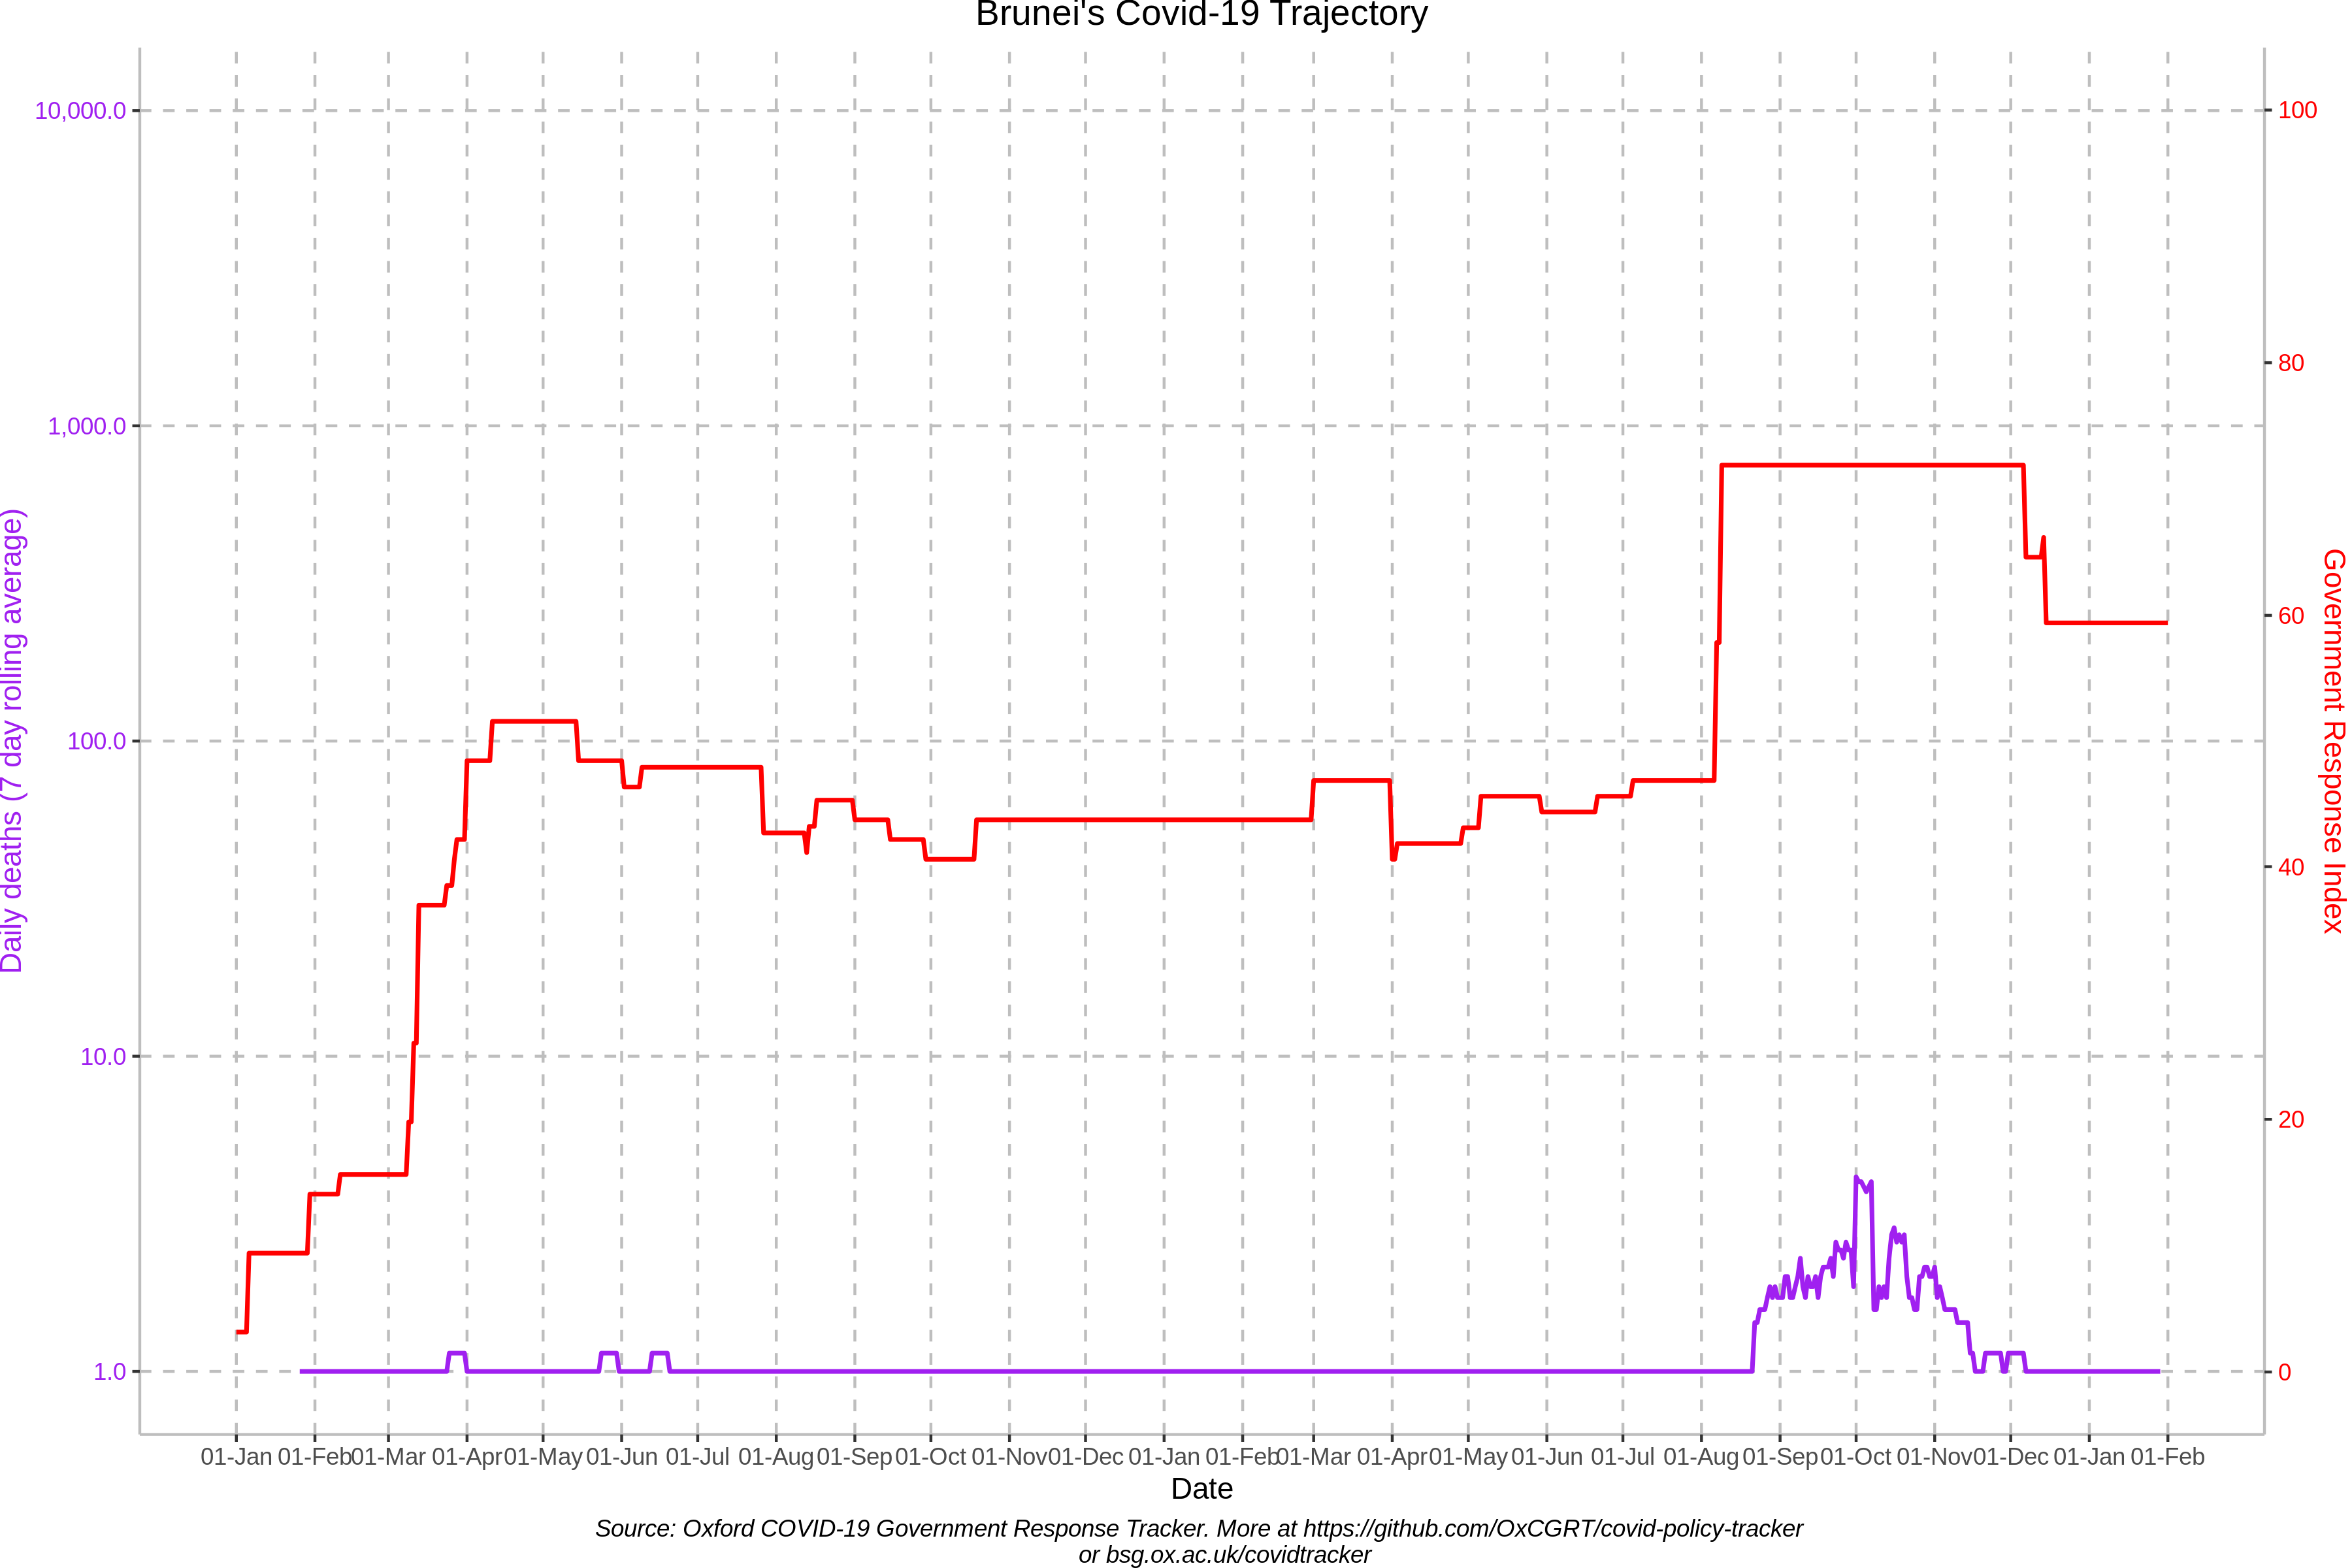 Brunei's Covid-19 Trajectory
10,000.0
1,000.0
100.0
10.0
1.0
Daily deaths (7 day rolling average)
100
80
60
40
20
0
Government Response Index
01-Jan 01-Feb 01-Mar 01-Apr 01-May 01-Jun 01-Jul 01-Aug 01-Sep 01-Oct 01-Nov 01-Dec 01-Jan 01-Feb 01-Mar 01-Apr 01-May 01-Jun 01-Jul 01-Aug 01-Sep 01-Oct 01-Nov 01-Dec 01-Jan 01-Feb
Date
Source: Oxford COVID-19 Government Response Tracker. More at https://github.com/OxCGRT/covid-policy-tracker
or bsg.ox.ac.uk/covidtracker